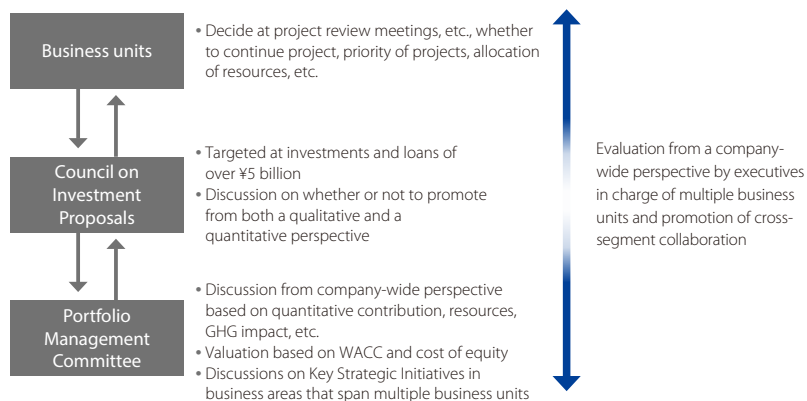 Business units
• Decide at project review meetings, etc., whether
to continue project, priority of projects, allocation
of resources, etc.
Council on
Investment
Proposals
• Targeted at investments and loans of
over ¥5 billion
• Discussion on whether or not to promote
from both a qualitative and a
quantitative perspective
Portfolio
Management
Committee
• Discussion from company-wide perspective
based on quantitative contribution, resources,
GHG impact, etc.
• Valuation based on WACC and cost of equity
• Discussions on Key Strategic Initiatives in
business areas that span multiple business units
Evaluation from a company-
wide perspective by executives
in charge of multiple business
units and promotion of cross-
segment collaboration